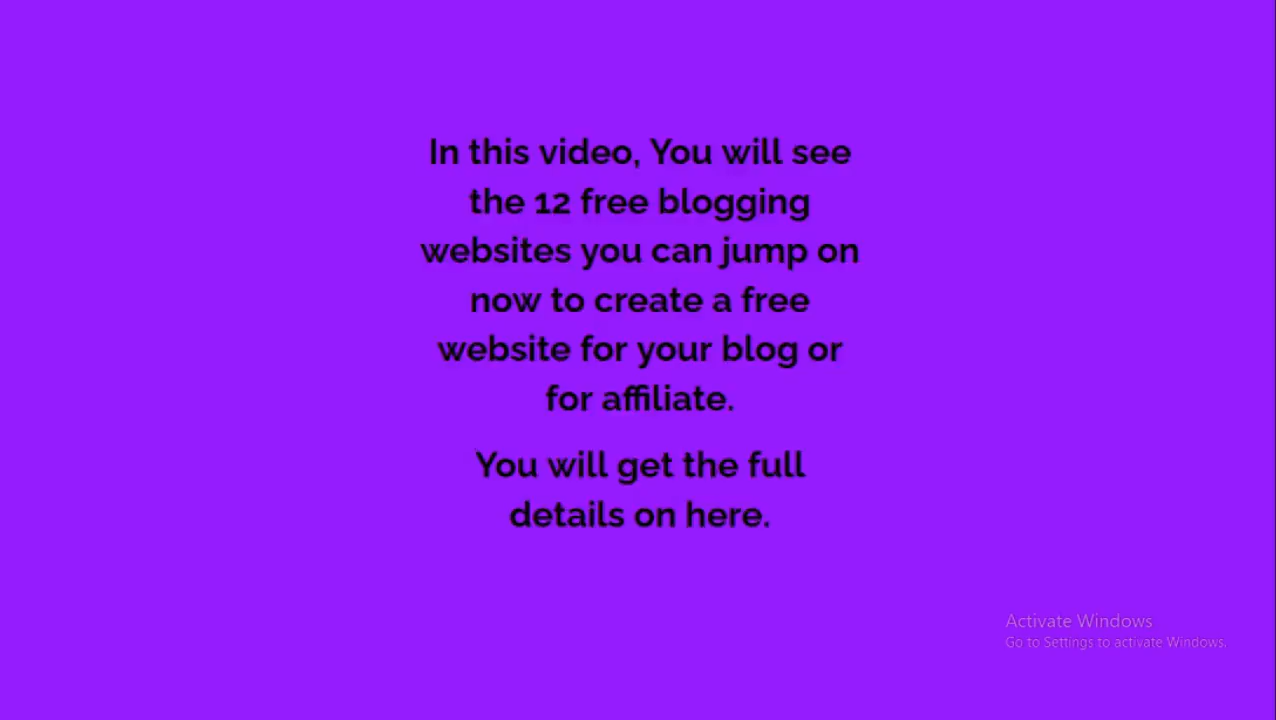 In this video, You will see
the 12 free blogging
websites you can jump on
now to create a free
website for your blog or
for affiliate.
You will get the full
details on here.
Activate Windows
Go to Settings to activate Windows.